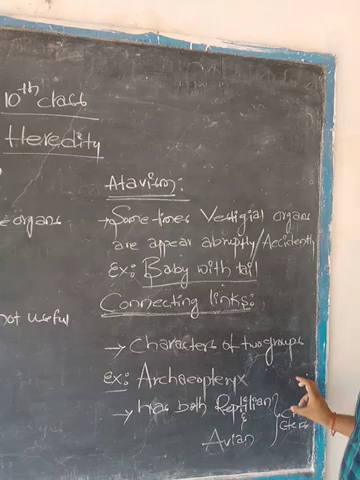 10th class
Heredity
e organs
not useful
Atavism:
→ Sometimes Vestigial organs
are appear abruptly/Accidently
Ex: Baby with tail
Connecting links:
→ Characters of two groups
Ex: Archaeopteryx
→ has both Reptilian
&
Avian